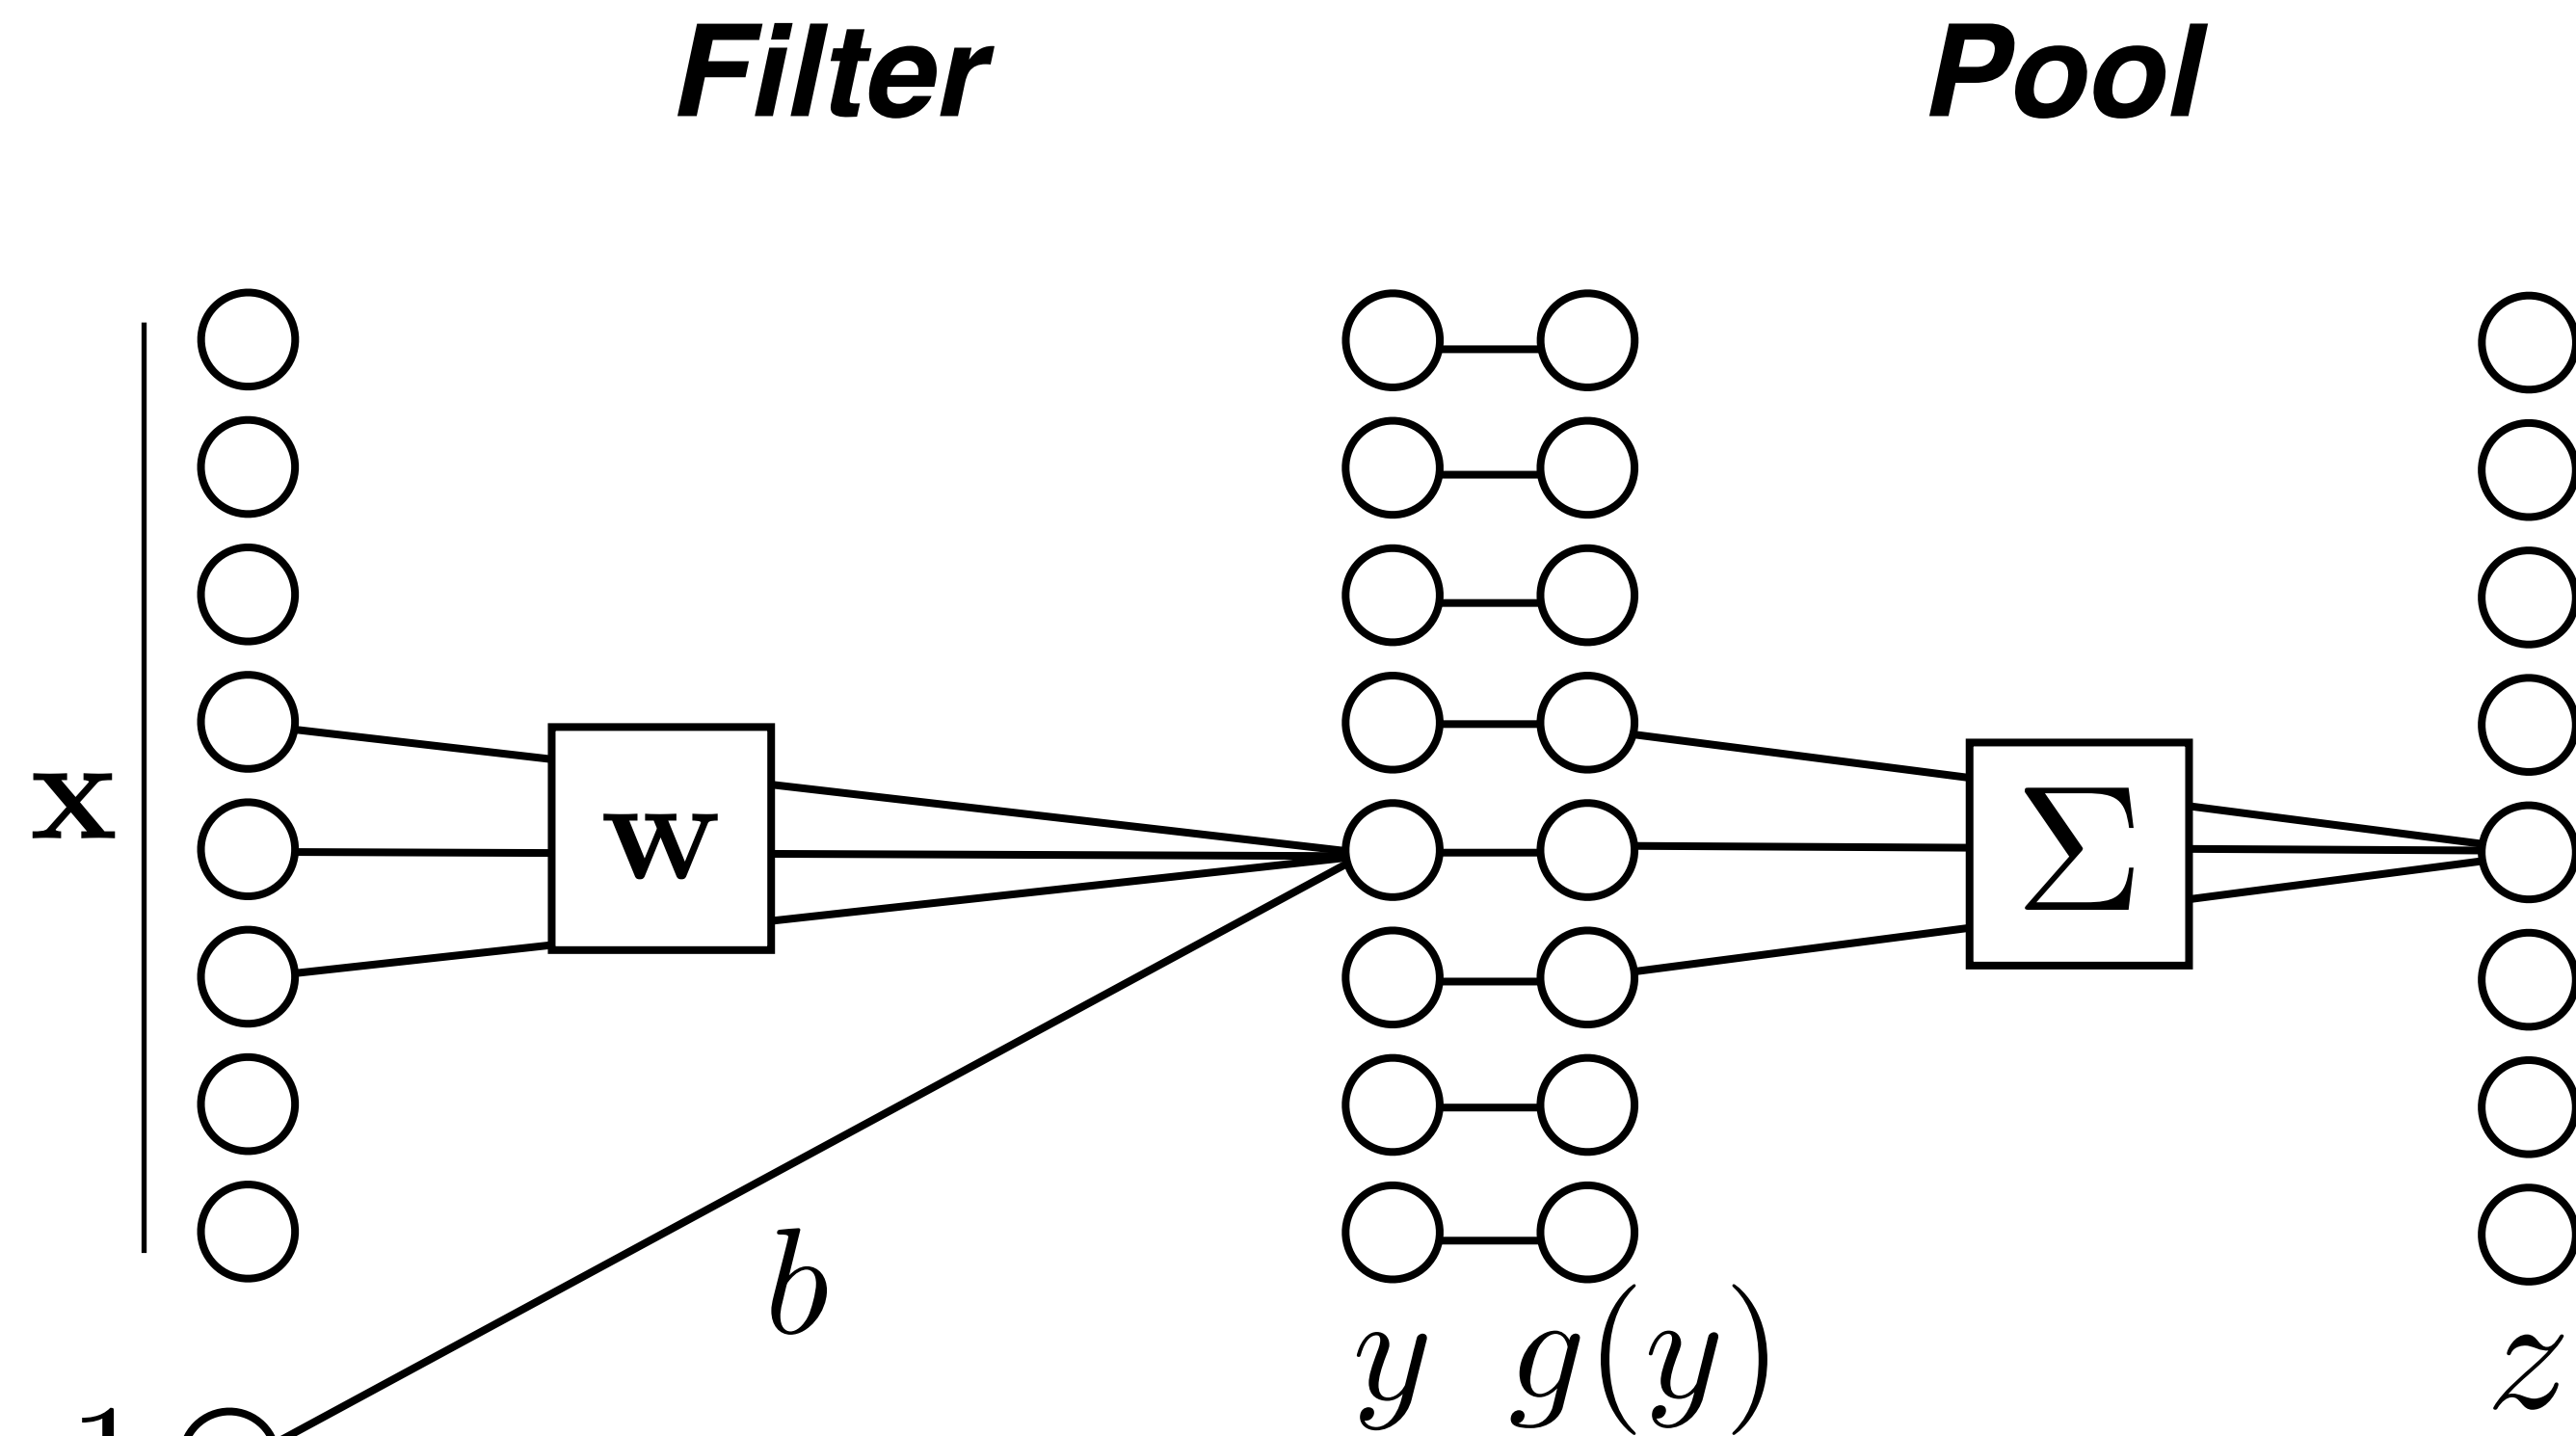 Filter Pool
x
w
Σ
b
y g(y) z
1